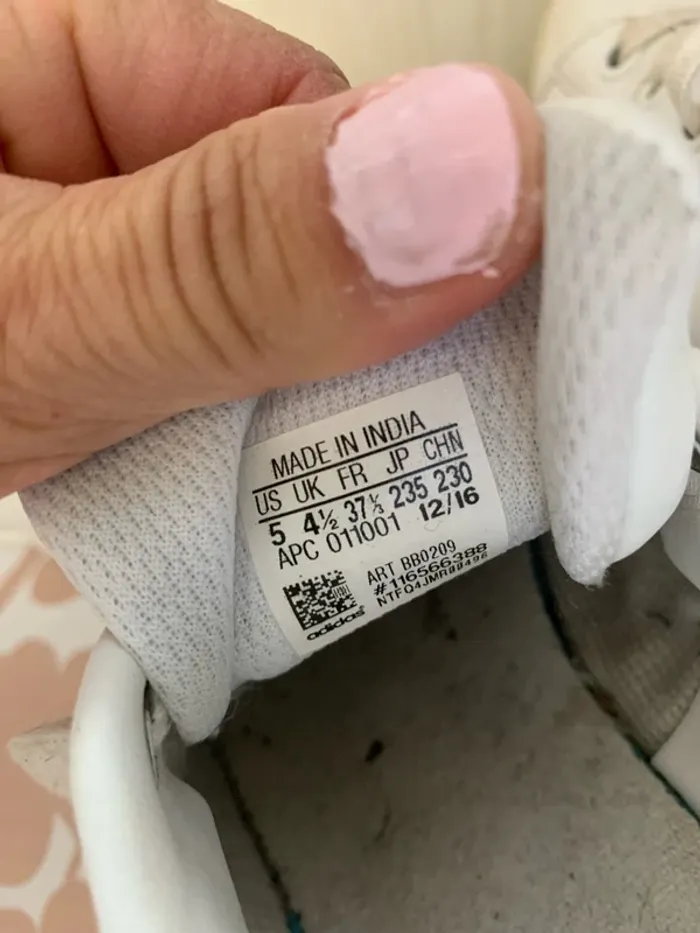 MADE IN INDIA
US UK FR JP CHN
5 4½ 37⅓ 235 230
APC 011001 12/16
ART BB0209
#116566388
adidas